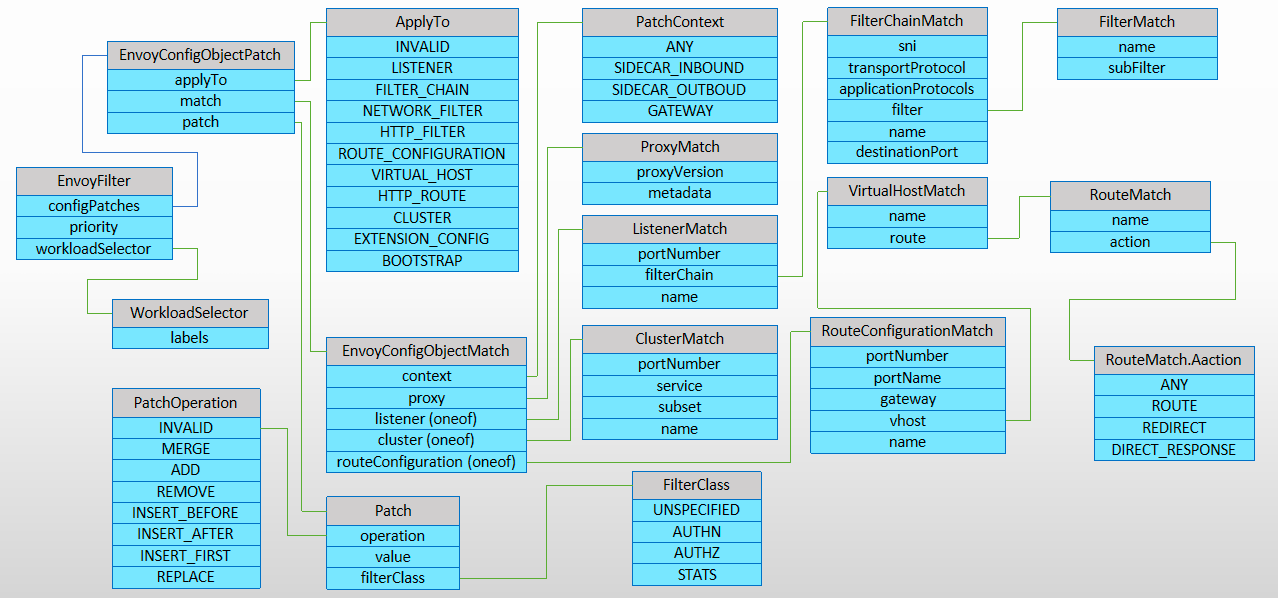 EnvoyConfigObjectPatch
applyTo
match
patch
EnvoyFilter
configPatches
priority
workloadSelector
WorkloadSelector
labels
PatchOperation
INVALID
MERGE
ADD
REMOVE
INSERT_BEFORE
INSERT_AFTER
INSERT_FIRST
REPLACE
ApplyTo
INVALID
LISTENER
FILTER_CHAIN
NETWORK_FILTER
HTTP_FILTER
ROUTE_CONFIGURATION
VIRTUAL_HOST
HTTP_ROUTE
CLUSTER
EXTENSION_CONFIG
BOOTSTRAP
EnvoyConfigObjectMatch
context
proxy
listener (oneof)
cluster (oneof)
routeConfiguration (oneof)
Patch
operation
value
filterClass
PatchContext
ANY
SIDECAR_INBOUND
SIDECAR_OUTBOUD
GATEWAY
ProxyMatch
proxyVersion
metadata
ListenerMatch
portNumber
filterChain
name
ClusterMatch
portNumber
service
subset
name
FilterClass
UNSPECIFIED
AUTHN
AUTHZ
STATS
FilterChainMatch
sni
transportProtocol
applicationProtocols
filter
name
destinationPort
VirtualHostMatch
name
route
RouteConfigurationMatch
portNumber
portName
gateway
vhost
name
FilterMatch
name
subFilter
RouteMatch
name
action
RouteMatch.Aaction
ANY
ROUTE
REDIRECT
DIRECT_RESPONSE